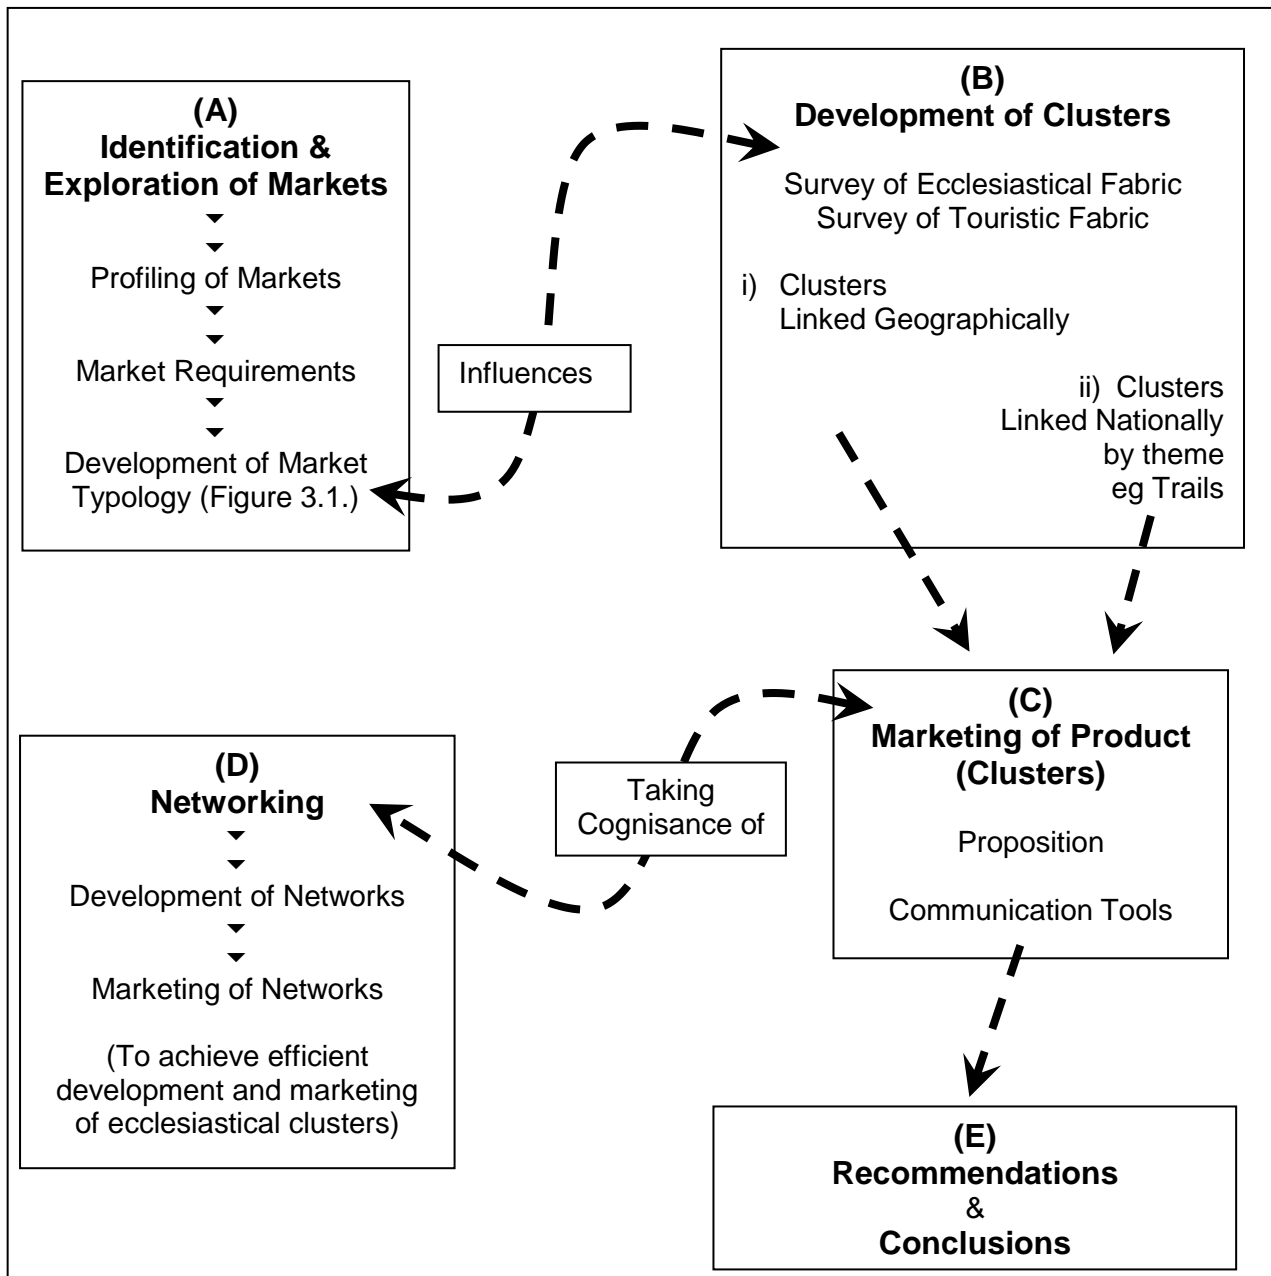 (A)
Identification &
Exploration of Markets
Profiling of Markets
Market Requirements
Development of Market
Typology (Figure 3.1.)
Influences
(B)
Development of Clusters
Survey of Ecclesiastical Fabric
Survey of Touristic Fabric
i) Clusters
Linked Geographically
ii) Clusters
Linked Nationally
by theme
eg Trails
(C)
Marketing of Product
(Clusters)
Proposition
Communication Tools
Taking
Cognisance of
(D)
Networking
Development of Networks
Marketing of Networks
(To achieve efficient
development and marketing
of ecclesiastical clusters)
(E)
Recommendations
&
Conclusions